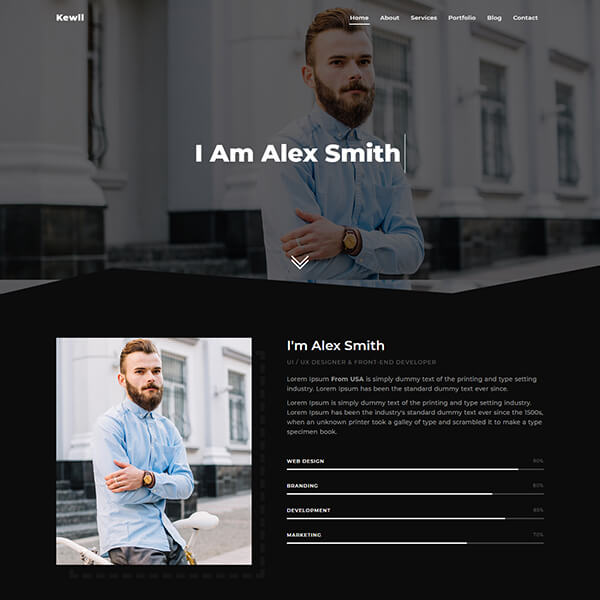 Kewll
Home About Services Portfolio Blog Contact
I Am Alex Smith
I'm Alex Smith
UI / UX DESIGNER & FRONT-END DEVELOPER
Lorem Ipsum From USA is simply dummy text of the printing and type setting
industry. Lorem Ipsum has been the standard dummy text ever since.
Lorem Ipsum is simply dummy text of the printing and type setting industry.
Lorem Ipsum has been the industry's standard dummy text ever since the 1500s,
when an unknown printer took a galley of type and scrambled it to make a type
specimen book.
WEB DESIGN 90%
BRANDING 80%
DEVELOPMENT 85%
MARKETING 70%